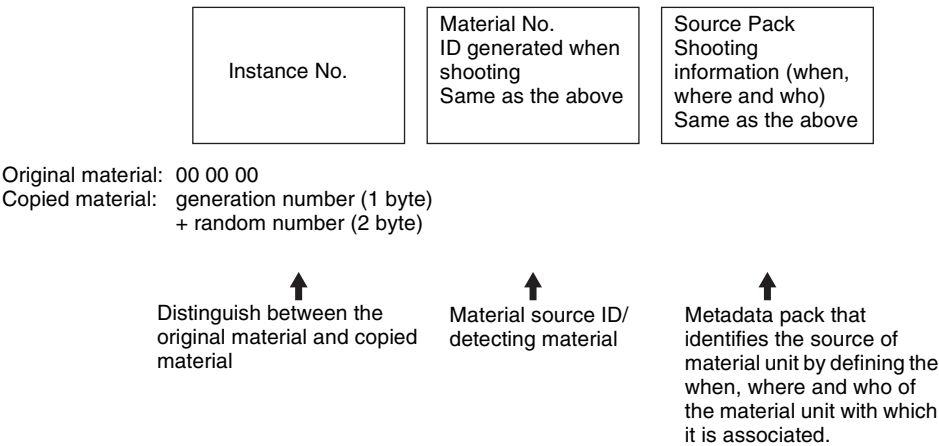 Instance No.
Material No.
ID generated when
shooting
Same as the above
Source Pack
Shooting
information (when,
where and who)
Same as the above
Original material: 00 00 00
Copied material: generation number (1 byte)
+ random number (2 byte)
Distinguish between the
original material and copied
material
Material source ID/
detecting material
Metadata pack that
identifies the source of
material unit by defining the
when, where and who of
the material unit with which
it is associated.